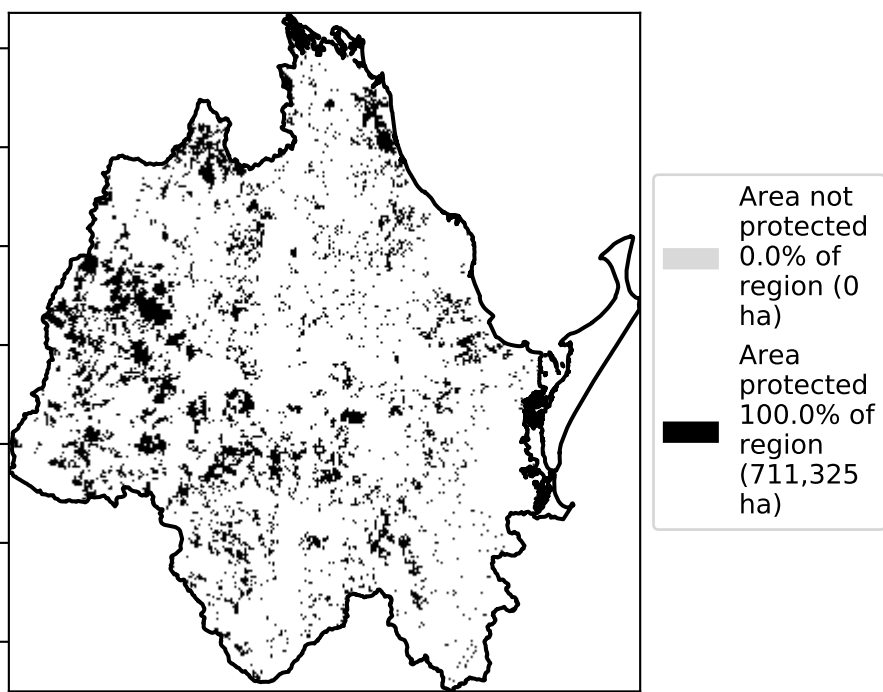 Area not
protected
0.0% of
region (0
ha)
Area
protected
100.0% of
region
(711,325
ha)